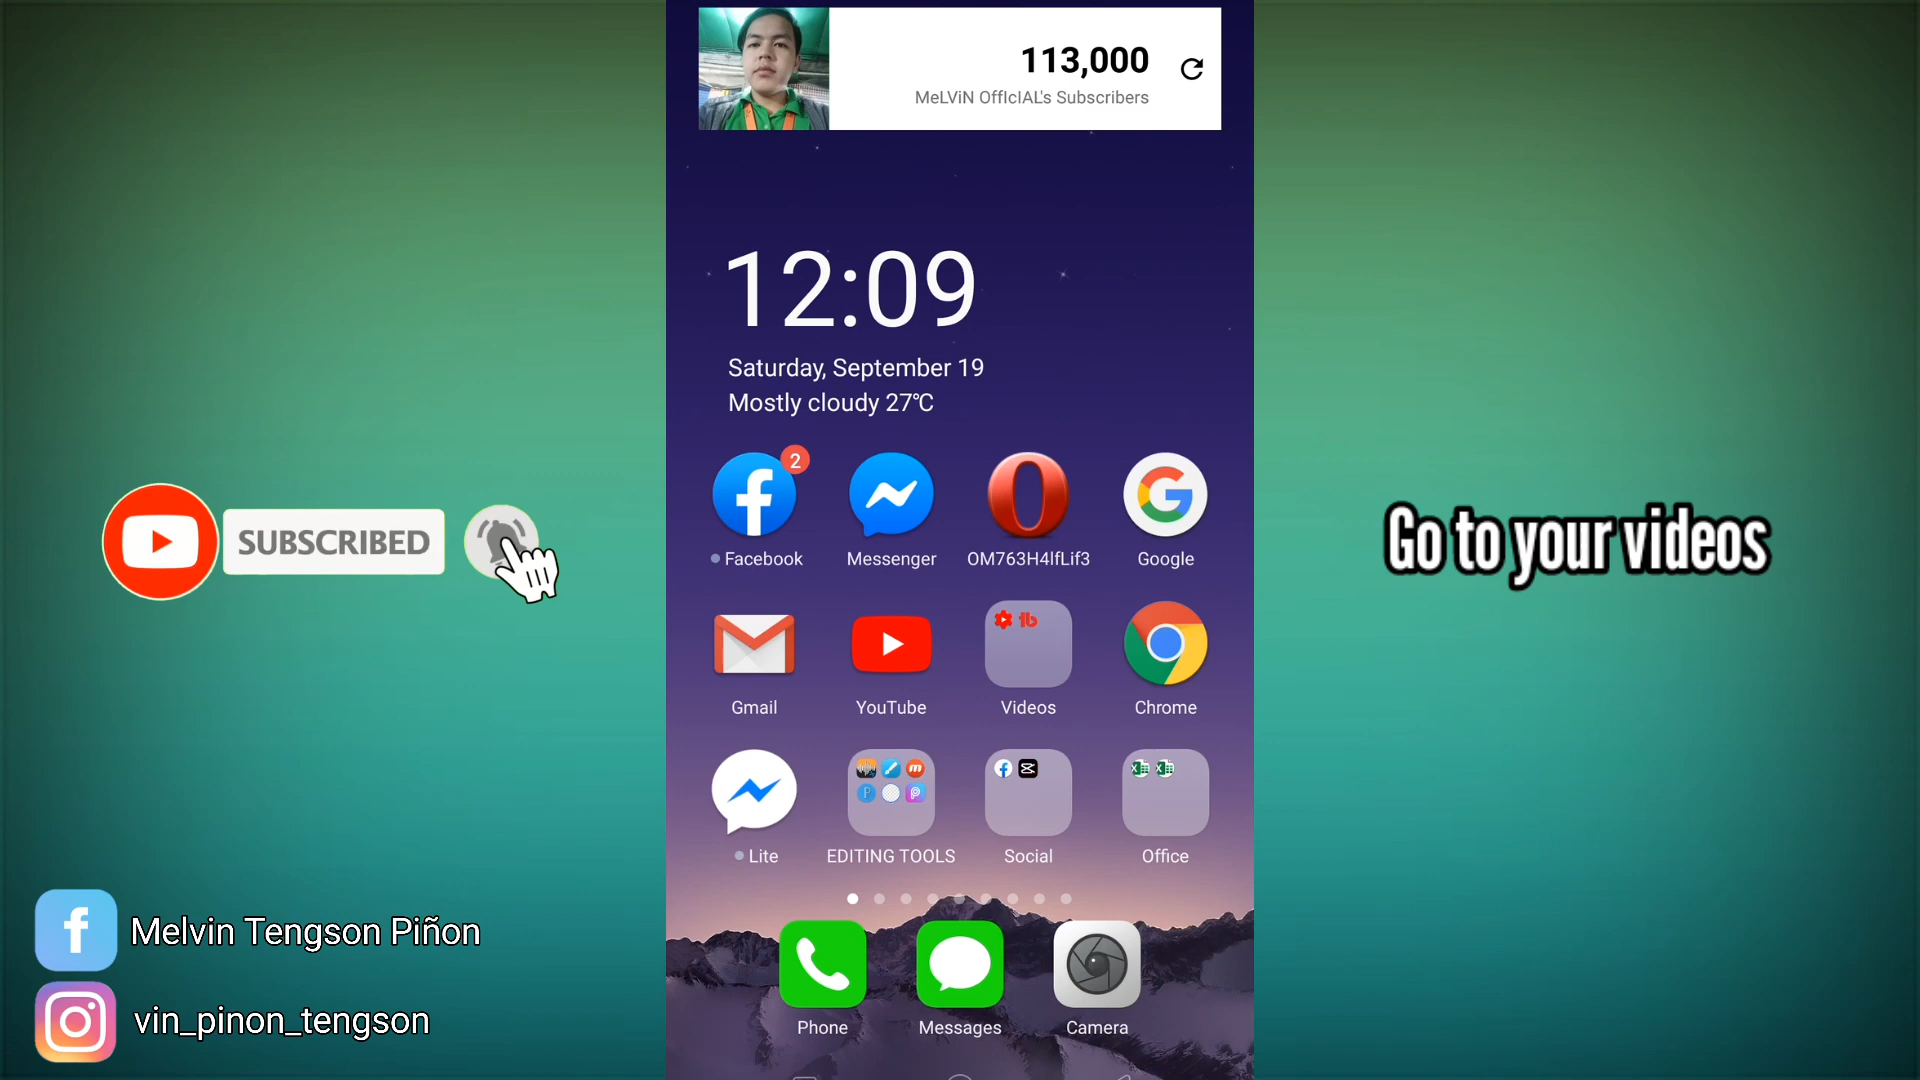 113,000
MeLViN OffIcIAL's Subscribers
12:09
Saturday, September 19
Mostly cloudy 27℃
2
Facebook
Messenger
OM763H4lfLif3
Google
Gmail
YouTube
Videos
Chrome
Lite
EDITING TOOLS
Social
Office
Phone
Messages
Camera
SUBSCRIBED
Go to your videos
Melvin Tengson Piñon
vin_pinon_tengson